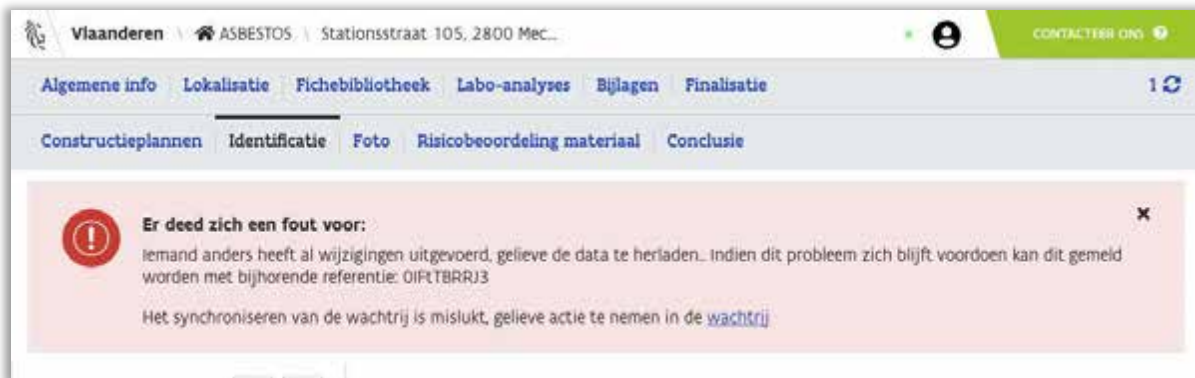 Vlaanderen \ ASBESTOS \ Stationsstraat 105, 2800 Mec...
CONTACTEER ONS ?
Algemene info Lokalisatie Fichebibliotheek Labo-analyses Bijlagen Finalisatie 1
Constructieplannen Identificatie Foto Risicobeoordeling materiaal Conclusie
Er deed zich een fout voor:
Iemand anders heeft al wijzigingen uitgevoerd, gelieve de data te herladen.. Indien dit probleem zich blijft voordoen kan dit gemeld
worden met bijhorende referentie: OIFtTBRRJ3
Het synchroniseren van de wachtrij is mislukt, gelieve actie te nemen in de wachtrij